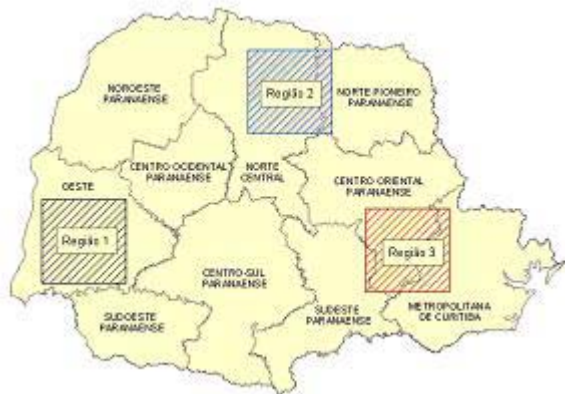 NOROESTE
PARANAENSE
Região 2
NORTE PIONEIRO
PARANAENSE
CENTRO OCIDENTAL
PARANAENSE
NORTE
CENTRAL
CENTRO ORIENTAL
PARANAENSE
OESTE
Região 1
Região 3
CENTRO-SUL
PARANAENSE
SUDOESTE
PARANAENSE
SUDESTE
PARANAENSE
METROPOLITANA
DE CURITIBA